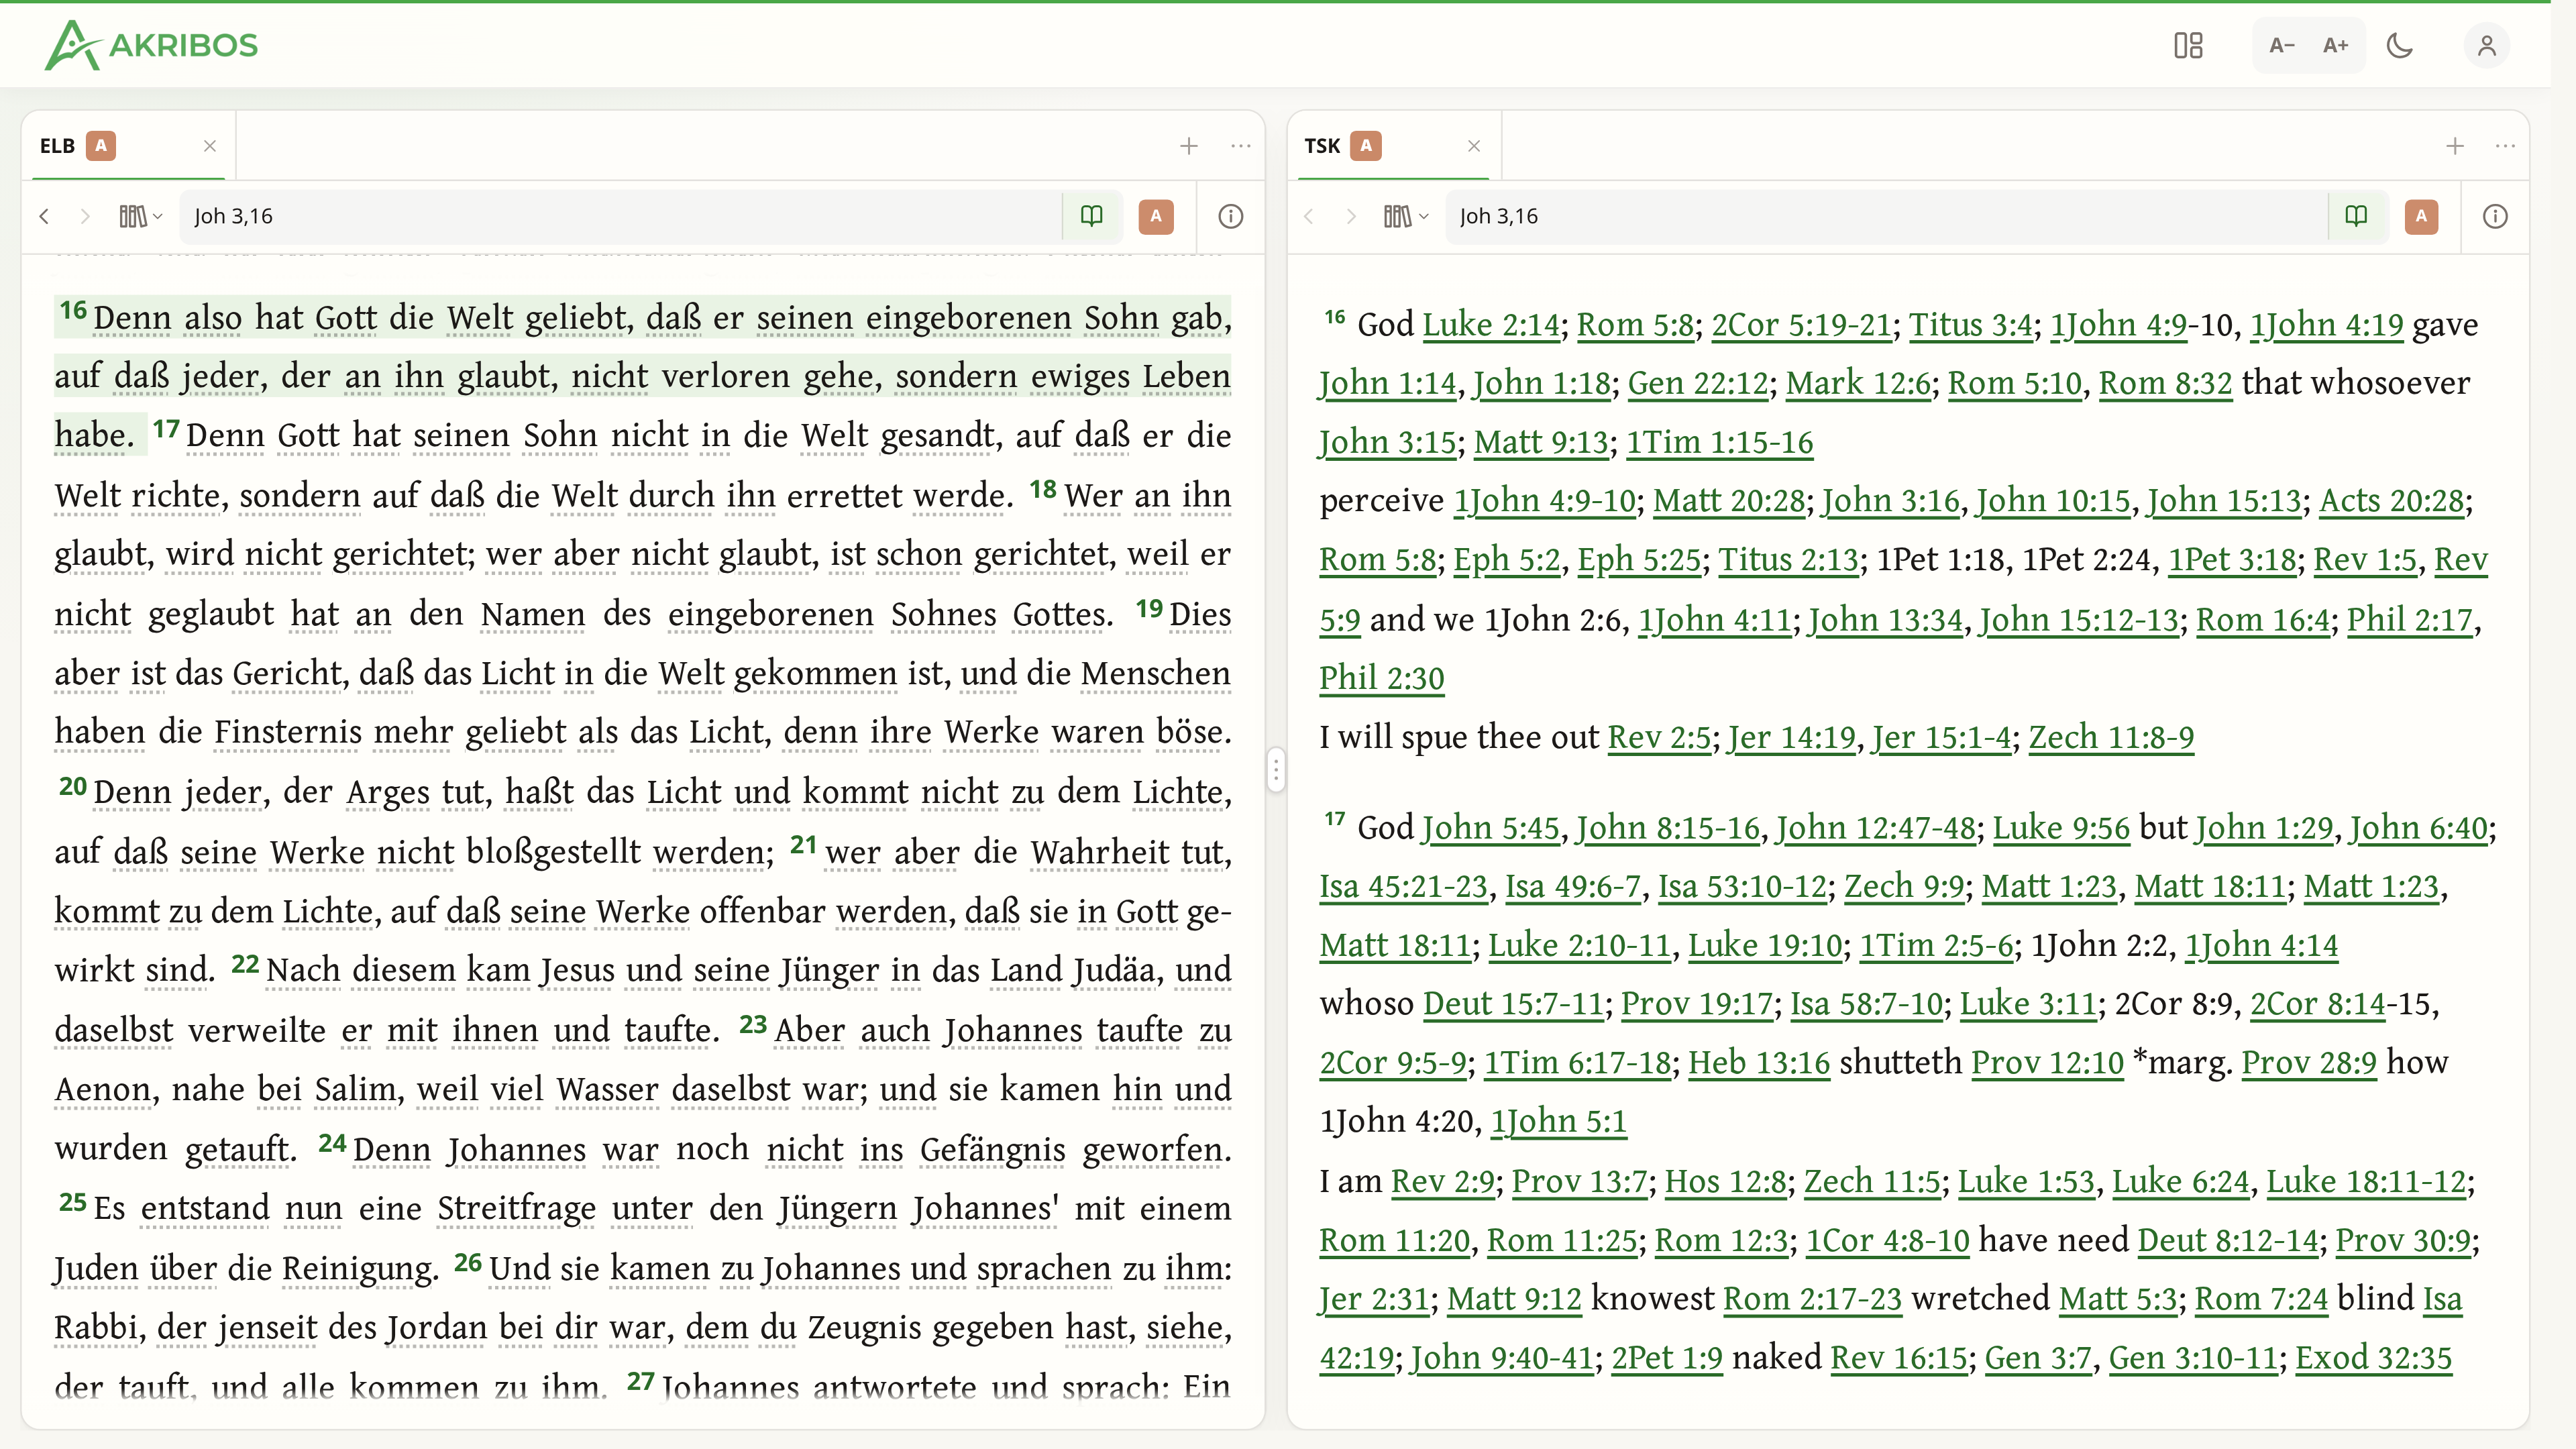 AKRIBOS
A− A+
ELB A
Joh 3,16 A
16 Denn also hat Gott die Welt geliebt, daß er seinen eingeborenen Sohn gab,
auf daß jeder, der an ihn glaubt, nicht verloren gehe, sondern ewiges Leben
habe. 17 Denn Gott hat seinen Sohn nicht in die Welt gesandt, auf daß er die
Welt richte, sondern auf daß die Welt durch ihn errettet werde. 18 Wer an ihn
glaubt, wird nicht gerichtet; wer aber nicht glaubt, ist schon gerichtet, weil er
nicht geglaubt hat an den Namen des eingeborenen Sohnes Gottes. 19 Dies
aber ist das Gericht, daß das Licht in die Welt gekommen ist, und die Menschen
haben die Finsternis mehr geliebt als das Licht, denn ihre Werke waren böse.
20 Denn jeder, der Arges tut, haßt das Licht und kommt nicht zu dem Lichte,
auf daß seine Werke nicht bloßgestellt werden; 21 wer aber die Wahrheit tut,
kommt zu dem Lichte, auf daß seine Werke offenbar werden, daß sie in Gott ge-
wirkt sind. 22 Nach diesem kam Jesus und seine Jünger in das Land Judäa, und
daselbst verweilte er mit ihnen und taufte. 23 Aber auch Johannes taufte zu
Aenon, nahe bei Salim, weil viel Wasser daselbst war; und sie kamen hin und
wurden getauft. 24 Denn Johannes war noch nicht ins Gefängnis geworfen.
25 Es entstand nun eine Streitfrage unter den Jüngern Johannes' mit einem
Juden über die Reinigung. 26 Und sie kamen zu Johannes und sprachen zu ihm:
Rabbi, der jenseit des Jordan bei dir war, dem du Zeugnis gegeben hast, siehe,
der tauft, und alle kommen zu ihm. 27 Johannes antwortete und sprach: Ein
TSK A
Joh 3,16 A
16 God Luke 2:14; Rom 5:8; 2Cor 5:19-21; Titus 3:4; 1John 4:9-10, 1John 4:19 gave
John 1:14, John 1:18; Gen 22:12; Mark 12:6; Rom 5:10, Rom 8:32 that whosoever
John 3:15; Matt 9:13; 1Tim 1:15-16
perceive 1John 4:9-10; Matt 20:28; John 3:16, John 10:15, John 15:13; Acts 20:28;
Rom 5:8; Eph 5:2, Eph 5:25; Titus 2:13; 1Pet 1:18, 1Pet 2:24, 1Pet 3:18; Rev 1:5, Rev
5:9 and we 1John 2:6, 1John 4:11; John 13:34, John 15:12-13; Rom 16:4; Phil 2:17,
Phil 2:30
I will spue thee out Rev 2:5; Jer 14:19, Jer 15:1-4; Zech 11:8-9
17 God John 5:45, John 8:15-16, John 12:47-48; Luke 9:56 but John 1:29, John 6:40;
Isa 45:21-23, Isa 49:6-7, Isa 53:10-12; Zech 9:9; Matt 1:23, Matt 18:11; Matt 1:23,
Matt 18:11; Luke 2:10-11, Luke 19:10; 1Tim 2:5-6; 1John 2:2, 1John 4:14
whoso Deut 15:7-11; Prov 19:17; Isa 58:7-10; Luke 3:11; 2Cor 8:9, 2Cor 8:14-15,
2Cor 9:5-9; 1Tim 6:17-18; Heb 13:16 shutteth Prov 12:10 *marg. Prov 28:9 how
1John 4:20, 1John 5:1
I am Rev 2:9; Prov 13:7; Hos 12:8; Zech 11:5; Luke 1:53, Luke 6:24, Luke 18:11-12;
Rom 11:20, Rom 11:25; Rom 12:3; 1Cor 4:8-10 have need Deut 8:12-14; Prov 30:9;
Jer 2:31; Matt 9:12 knowest Rom 2:17-23 wretched Matt 5:3; Rom 7:24 blind Isa
42:19; John 9:40-41; 2Pet 1:9 naked Rev 16:15; Gen 3:7, Gen 3:10-11; Exod 32:35